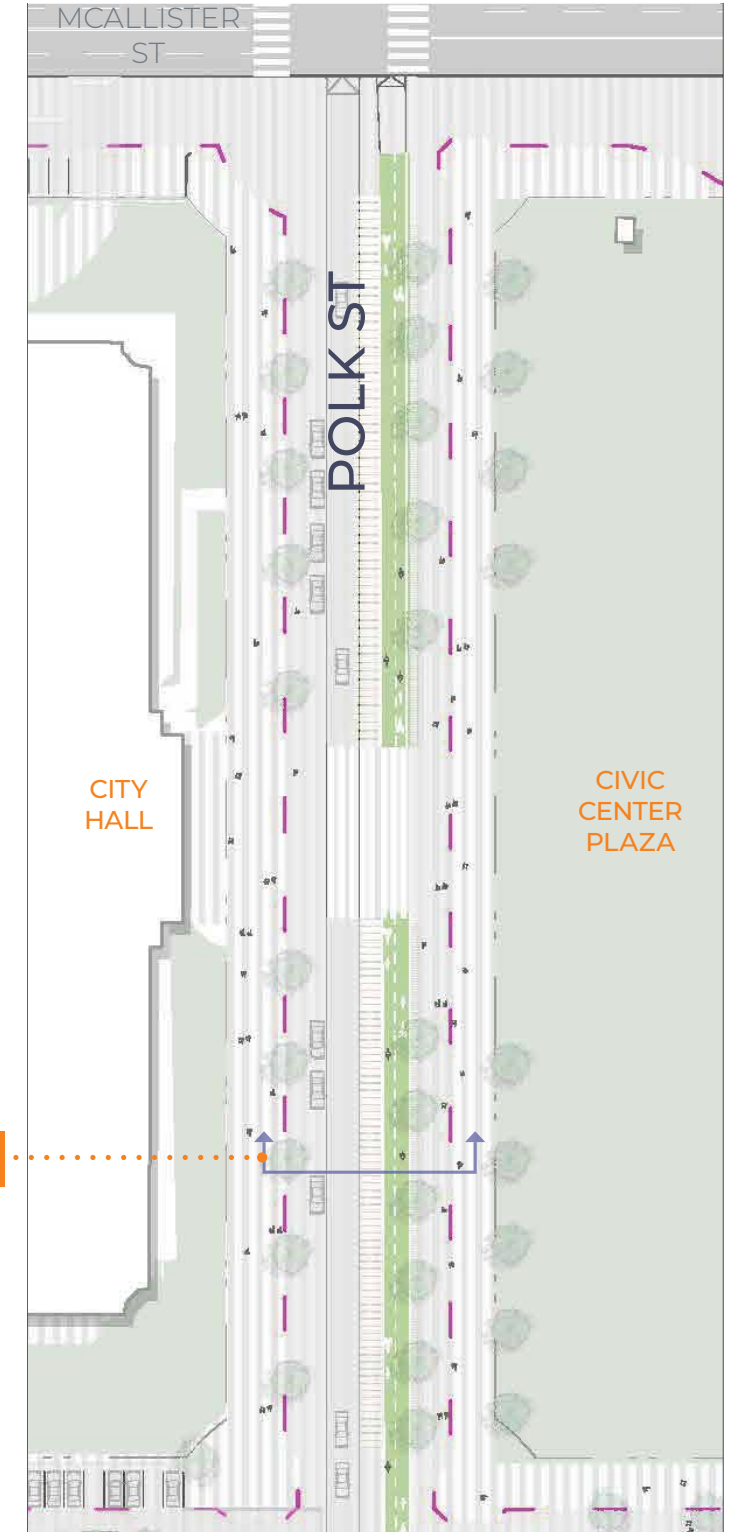 MCALLISTER
ST
POLK ST
CITY
HALL
CIVIC
CENTER
PLAZA